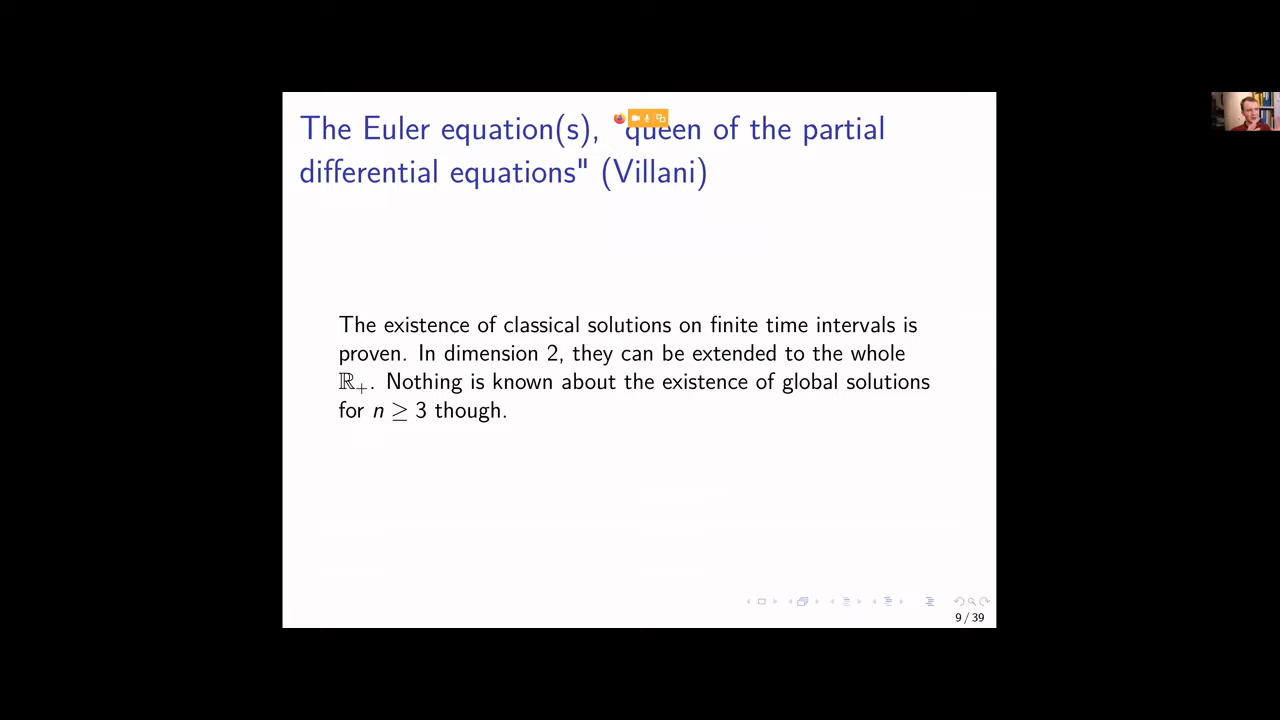 The Euler equation(s), "queen of the partial
differential equations" (Villani)
The existence of classical solutions on finite time intervals is
proven. In dimension 2, they can be extended to the whole
ℝ₊. Nothing is known about the existence of global solutions
for n ≥ 3 though.
9 / 39